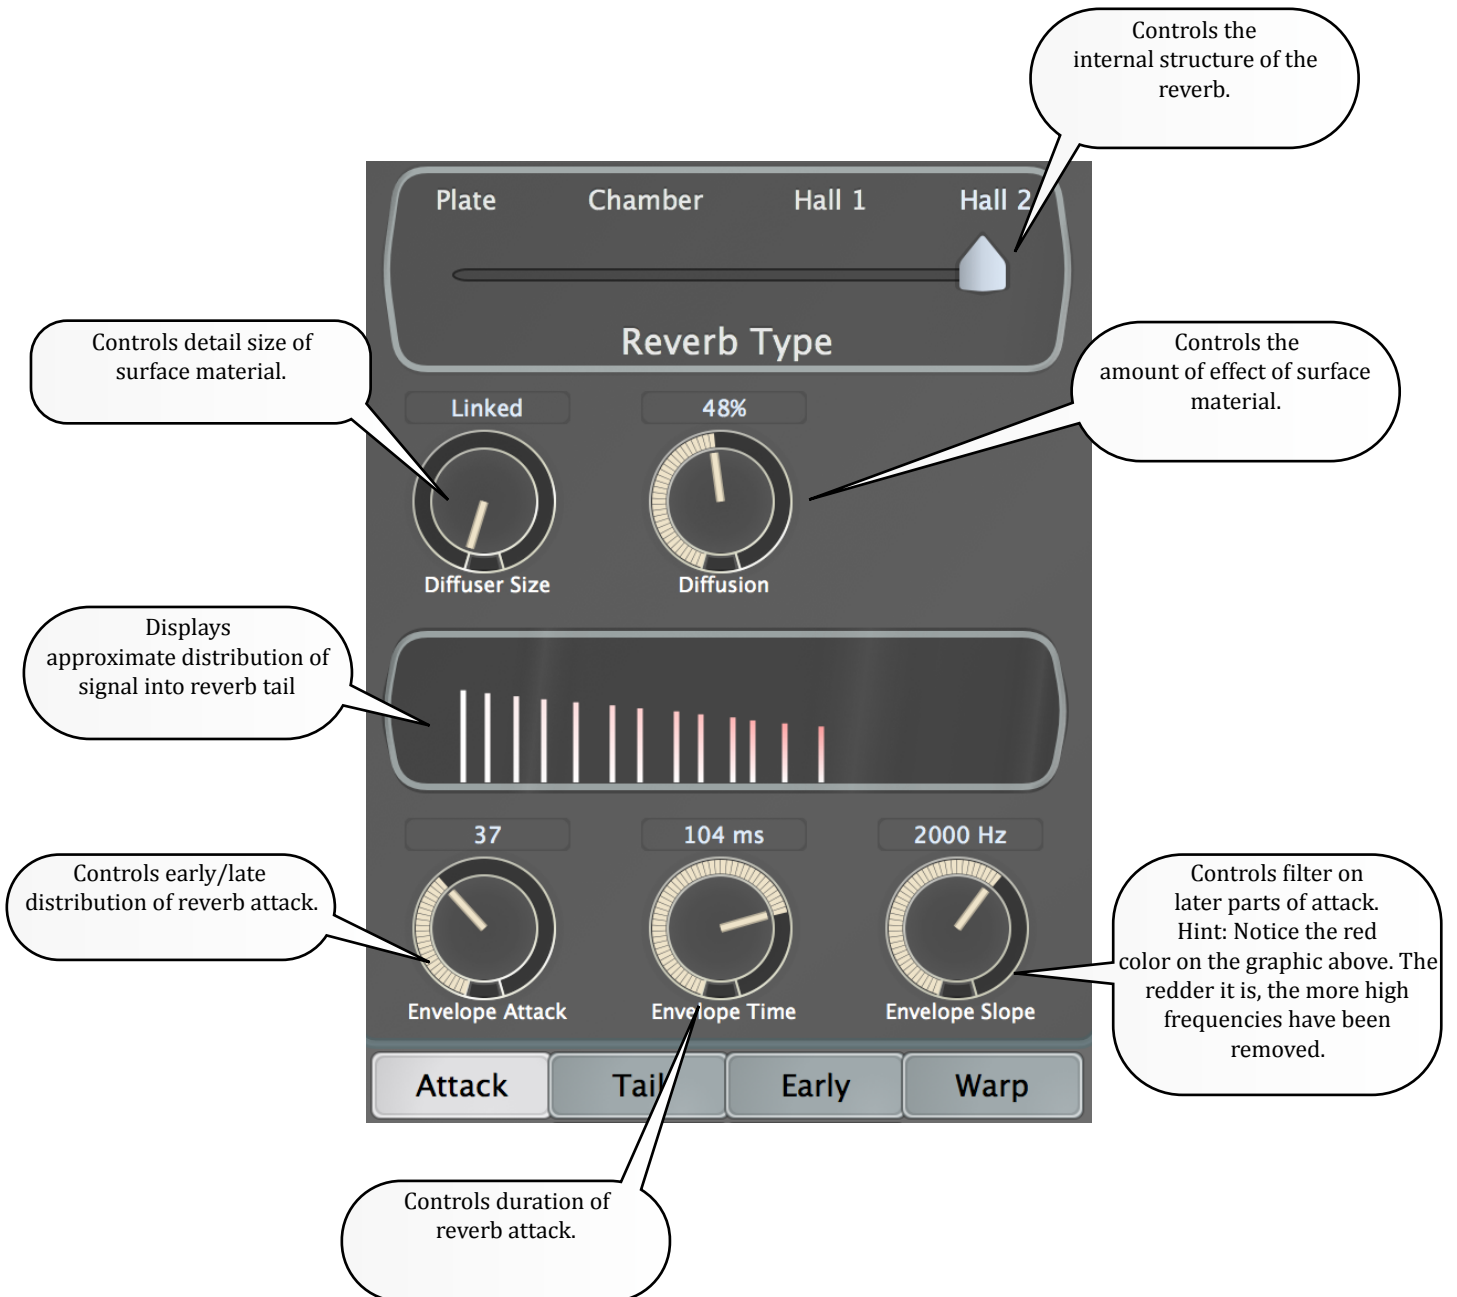 Controls the
internal structure of the
reverb.
Plate
Chamber
Hall 1
Hall 2
Reverb Type
Controls detail size of
surface material.
Controls the
amount of effect of surface
material.
Linked
48%
Diffuser Size
Diffusion
Displays
approximate distribution of
signal into reverb tail
37
104 ms
2000 Hz
Controls early/late
distribution of reverb attack.
Controls filter on
later parts of attack.
Hint: Notice the red
color on the graphic above. The
redder it is, the more high
frequencies have been
removed.
Envelope Attack
Envelope Time
Envelope Slope
Attack
Tail
Early
Warp
Controls duration of
reverb attack.